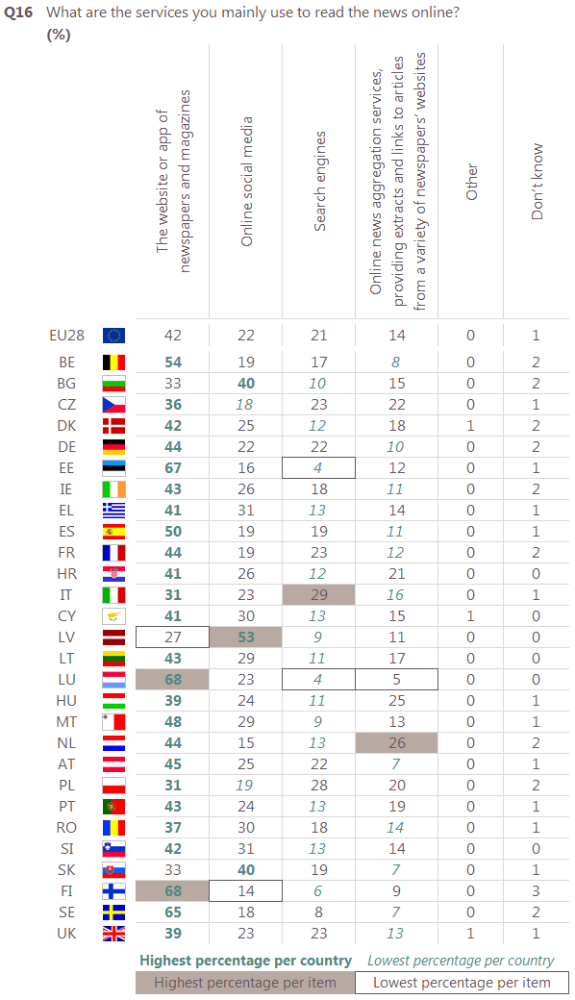 Q16 What are the services you mainly use to read the news online?
(%)
The website or app of
newspapers and magazines
Online social media
Search engines
Online news aggregation services,
providing extracts and links to articles
from a variety of newspapers' websites
Other
Don't know
EU28 42 22 21 14 0 1
BE 54 19 17 8 0 2
BG 33 40 10 15 0 2
CZ 36 18 23 22 0 1
DK 42 25 12 18 1 2
DE 44 22 22 10 0 2
EE 67 16 4 12 0 1
IE 43 26 18 11 0 2
EL 41 31 13 14 0 1
ES 50 19 19 11 0 1
FR 44 19 23 12 0 2
HR 41 26 12 21 0 0
IT 31 23 29 16 0 1
CY 41 30 13 15 1 0
LV 27 53 9 11 0 0
LT 43 29 11 17 0 0
LU 68 23 4 5 0 0
HU 39 24 11 25 0 1
MT 48 29 9 13 0 1
NL 44 15 13 26 0 2
AT 45 25 22 7 0 1
PL 31 19 28 20 0 2
PT 43 24 13 19 0 1
RO 37 30 18 14 0 1
SI 42 31 13 14 0 0
SK 33 40 19 7 0 1
FI 68 14 6 9 0 3
SE 65 18 8 7 0 2
UK 39 23 23 13 1 1
Highest percentage per country Lowest percentage per country
Highest percentage per item Lowest percentage per item